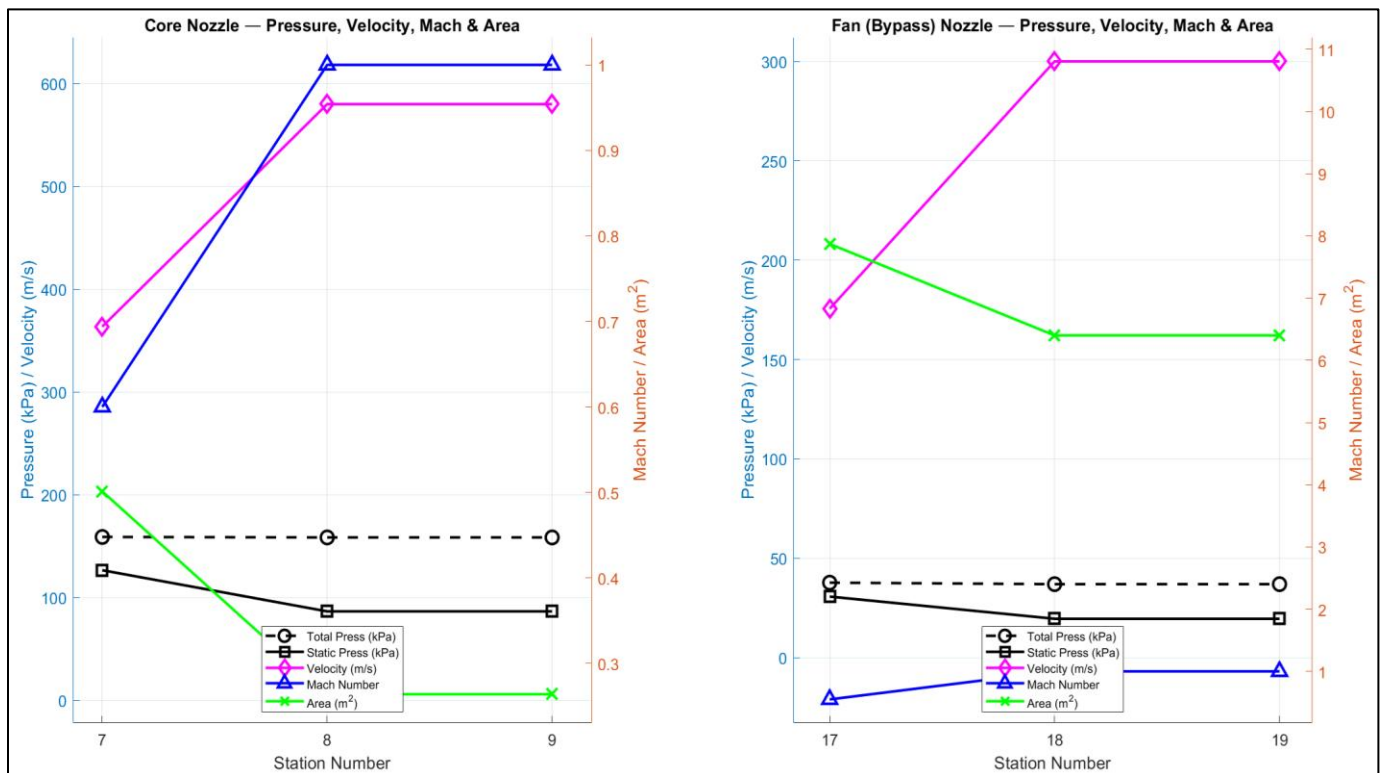 Core Nozzle — Pressure, Velocity, Mach & Area
600
500
400
300
200
100
0
Pressure (kPa) / Velocity (m/s)
1
0.9
0.8
0.7
0.6
0.5
0.4
0.3
Mach Number / Area (m²)
Total Press (kPa)
Static Press (kPa)
Velocity (m/s)
Mach Number
Area (m²)
7
8
9
Station Number
Fan (Bypass) Nozzle — Pressure, Velocity, Mach & Area
300
250
200
150
100
50
0
Pressure (kPa) / Velocity (m/s)
11
10
9
8
7
6
5
4
3
2
1
Mach Number / Area (m²)
Total Press (kPa)
Static Press (kPa)
Velocity (m/s)
Mach Number
Area (m²)
17
18
19
Station Number